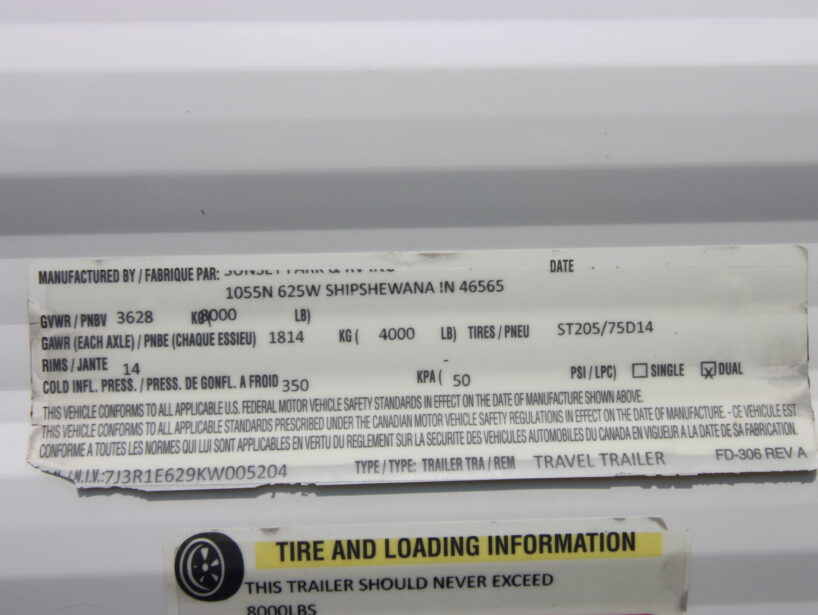 MANUFACTURED BY / FABRIQUE PAR: SUNSET PARK & RV INC DATE
1055N 625W SHIPSHEWANA IN 46565
GVWR / PNBV 3628 KG( 8000 LB)
GAWR (EACH AXLE) / PNBE (CHAQUE ESSIEU) 1814 KG ( 4000 LB) TIRES / PNEU ST205/75D14
RIMS / JANTE 14 -
COLD INFL. PRESS. / PRESS. DE GONFL. A FROID 350 KPA ( 50 PSI / LPC) ☐ SINGLE ☒ DUAL
THIS VEHICLE CONFORMS TO ALL APPLICABLE U.S. FEDERAL MOTOR VEHICLE SAFETY STANDARDS IN EFFECT ON THE DATE OF MANUFACTURE SHOWN ABOVE.
THIS VEHICLE CONFORMS TO ALL APPLICABLE STANDARDS PRESCRIBED UNDER THE CANADIAN MOTOR VEHICLE SAFETY REGULATIONS IN EFFECT ON THE DATE OF MANUFACTURE. - CE VEHICULE EST
CONFORME A TOUTES LES NORMES QUI LUI SONT APPLICABLES EN VERTU DU REGLEMENT SUR LA SECURITE DES VEHICULES AUTOMOBILES DU CANADA EN VIGUEUR A LA DATE DE SA FABRICATION.
/N.I.V.:7J3R1E629KW005204 TYPE / TYPE: TRAILER TRA / REM TRAVEL TRAILER FD-306 REV A
TIRE AND LOADING INFORMATION
THIS TRAILER SHOULD NEVER EXCEED
8000LBS